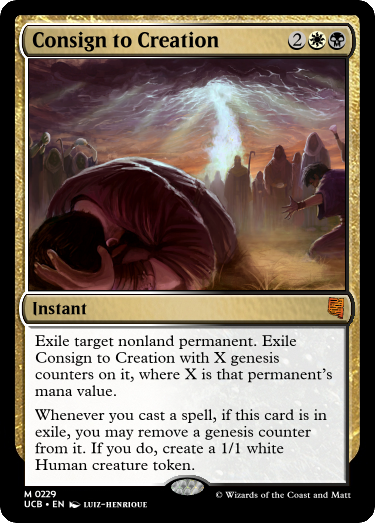 Consign to Creation 2
Instant
Exile target nonland permanent. Exile
Consign to Creation with X genesis
counters on it, where X is that permanent's
mana value.
Whenever you cast a spell, if this card is in
exile, you may remove a genesis counter
from it. If you do, create a 1/1 white
Human creature token.
M 0229
UCB • EN LUIZ-HENRIQUE
© Wizards of the Coast and Matt